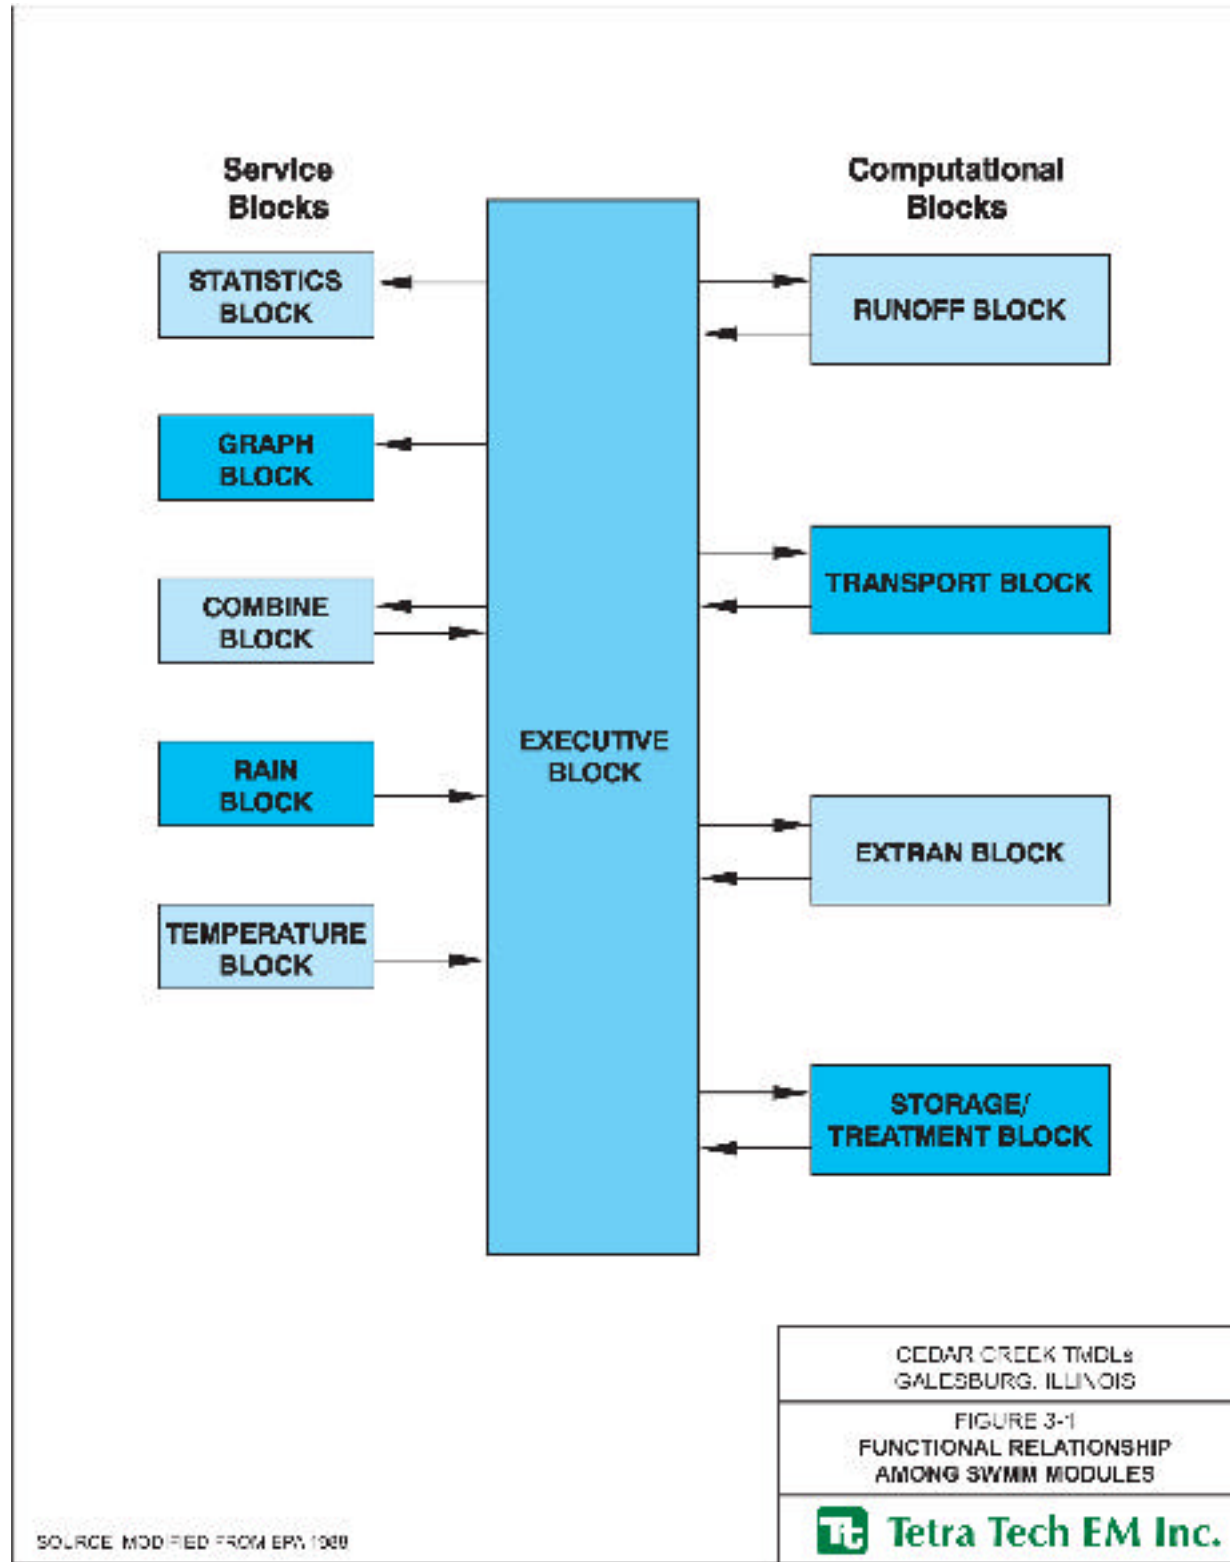 Service
Blocks
Computational
Blocks
STATISTICS
BLOCK
RUNOFF BLOCK
GRAPH
BLOCK
TRANSPORT BLOCK
COMBINE
BLOCK
EXECUTIVE
BLOCK
RAIN
BLOCK
EXTRAN BLOCK
TEMPERATURE
BLOCK
STORAGE/
TREATMENT BLOCK
CEDAR CREEK TMDLs
GALESBURG, ILLINOIS
FIGURE 3-1
FUNCTIONAL RELATIONSHIP
AMONG SWMM MODULES
Tt Tetra Tech EM Inc.
SOURCE: MODIFIED FROM EPA 1988